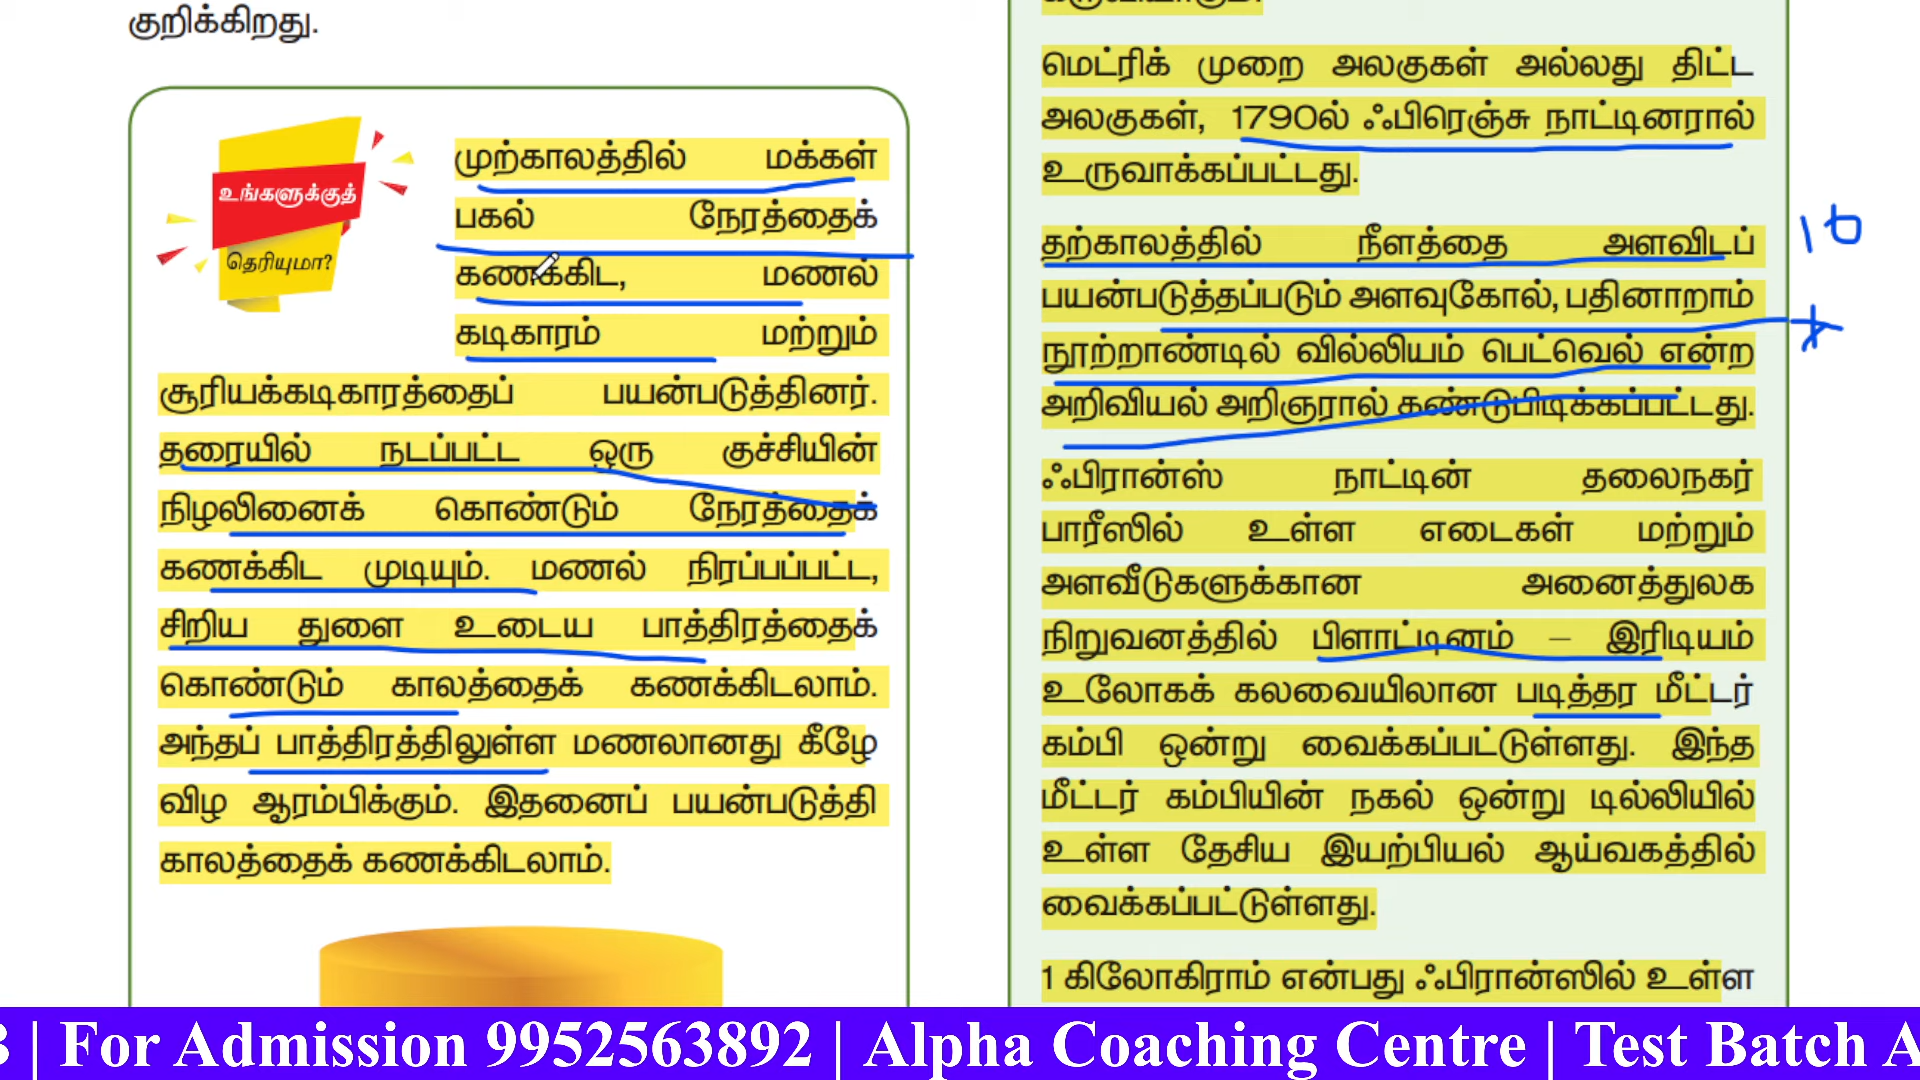 குறிக்கிறது.
உங்களுக்குத்
தெரியுமா?
முற்காலத்தில் மக்கள்
பகல் நேரத்தைக்
கணக்கிட, மணல்
கடிகாரம் மற்றும்
சூரியக்கடிகாரத்தைப் பயன்படுத்தினர்.
தரையில் நடப்பட்ட ஒரு குச்சியின்
நிழலினைக் கொண்டும் நேரத்தைக்
கணக்கிட முடியும். மணல் நிரப்பப்பட்ட,
சிறிய துளை உடைய பாத்திரத்தைக்
கொண்டும் காலத்தைக் கணக்கிடலாம்.
அந்தப் பாத்திரத்திலுள்ள மணலானது கீழே
விழ ஆரம்பிக்கும். இதனைப் பயன்படுத்தி
காலத்தைக் கணக்கிடலாம்.
மெட்ரிக் முறை அலகுகள் அல்லது திட்ட
அலகுகள், 1790ல் ஃபிரெஞ்சு நாட்டினரால்
உருவாக்கப்பட்டது.
தற்காலத்தில் நீளத்தை அளவிடப்
பயன்படுத்தப்படும் அளவுகோல், பதினாறாம்
நூற்றாண்டில் வில்லியம் பெட்வெல் என்ற
அறிவியல் அறிஞரால் கண்டுபிடிக்கப்பட்டது.
ஃபிரான்ஸ் நாட்டின் தலைநகர்
பாரீஸில் உள்ள எடைகள் மற்றும்
அளவீடுகளுக்கான அனைத்துலக
நிறுவனத்தில் பிளாட்டினம் – இரிடியம்
உலோகக் கலவையிலான படித்தர மீட்டர்
கம்பி ஒன்று வைக்கப்பட்டுள்ளது. இந்த
மீட்டர் கம்பியின் நகல் ஒன்று டில்லியில்
உள்ள தேசிய இயற்பியல் ஆய்வகத்தில்
வைக்கப்பட்டுள்ளது.
1 கிலோகிராம் என்பது ஃபிரான்ஸில் உள்ள
3 | For Admission 9952563892 | Alpha Coaching Centre | Test Batch A